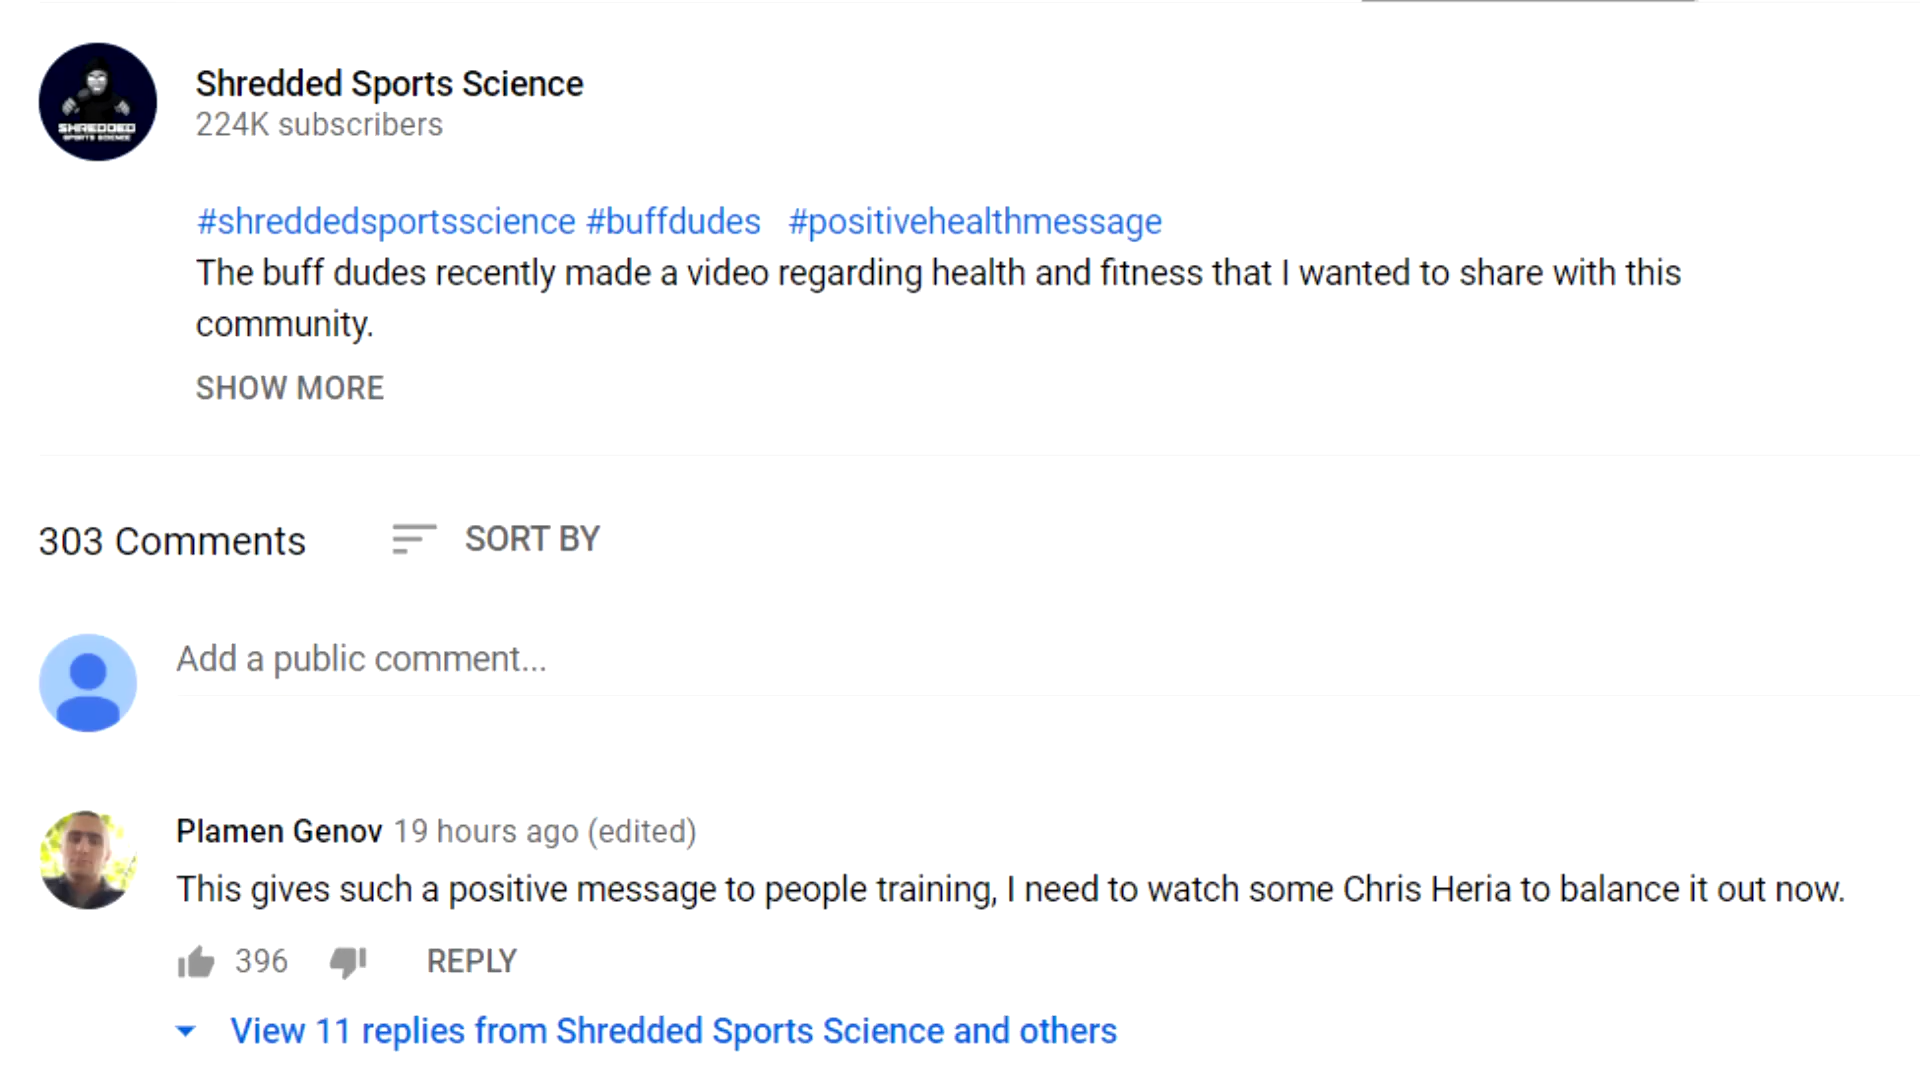 SHREDDED
SPORTS SCIENCE
Shredded Sports Science
224K subscribers
#shreddedsportsscience #buffdudes #positivehealthmessage
The buff dudes recently made a video regarding health and fitness that I wanted to share with this
community.
SHOW MORE
303 Comments SORT BY
Add a public comment...
Plamen Genov 19 hours ago (edited)
This gives such a positive message to people training, I need to watch some Chris Heria to balance it out now.
396 REPLY
View 11 replies from Shredded Sports Science and others